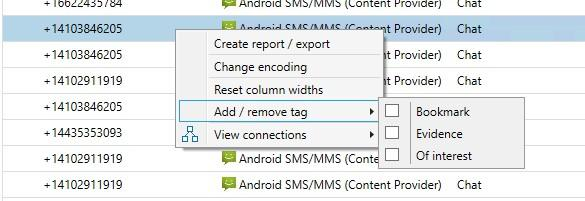 +16622435784 Android SMS/MMS (Content Provider) Chat
+14103846205 Android SMS/MMS (Content Provider) Chat
+14103846205 Chat
Create report / export
+14102911919 Chat
Change encoding
Reset column widths
+14103846205
Add / remove tag
Bookmark
+14435353093
View connections
Evidence
+14102911919 Android SMS/MMS (Content Provider) Chat
Of interest
+14102911919 Android SMS/MMS (Content Provider) Chat